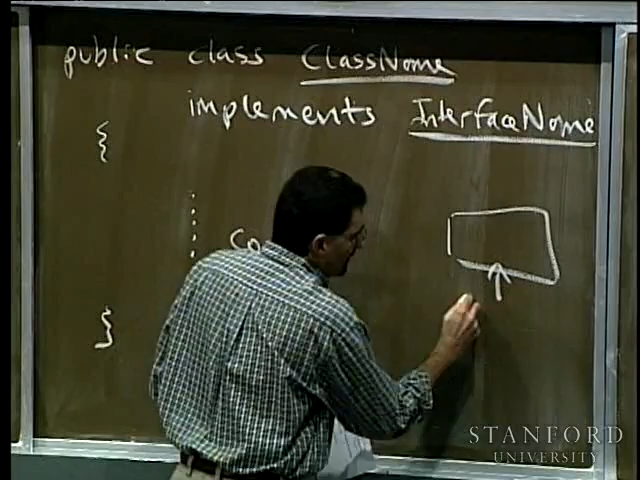 public class ClassName
implements InterfaceName
{
}
STANFORD
UNIVERSITY